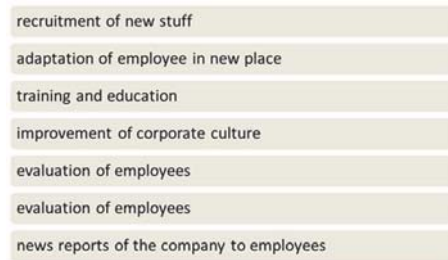 recruitment of new stuff
adaptation of employee in new place
training and education
improvement of corporate culture
evaluation of employees
evaluation of employees
news reports of the company to employees